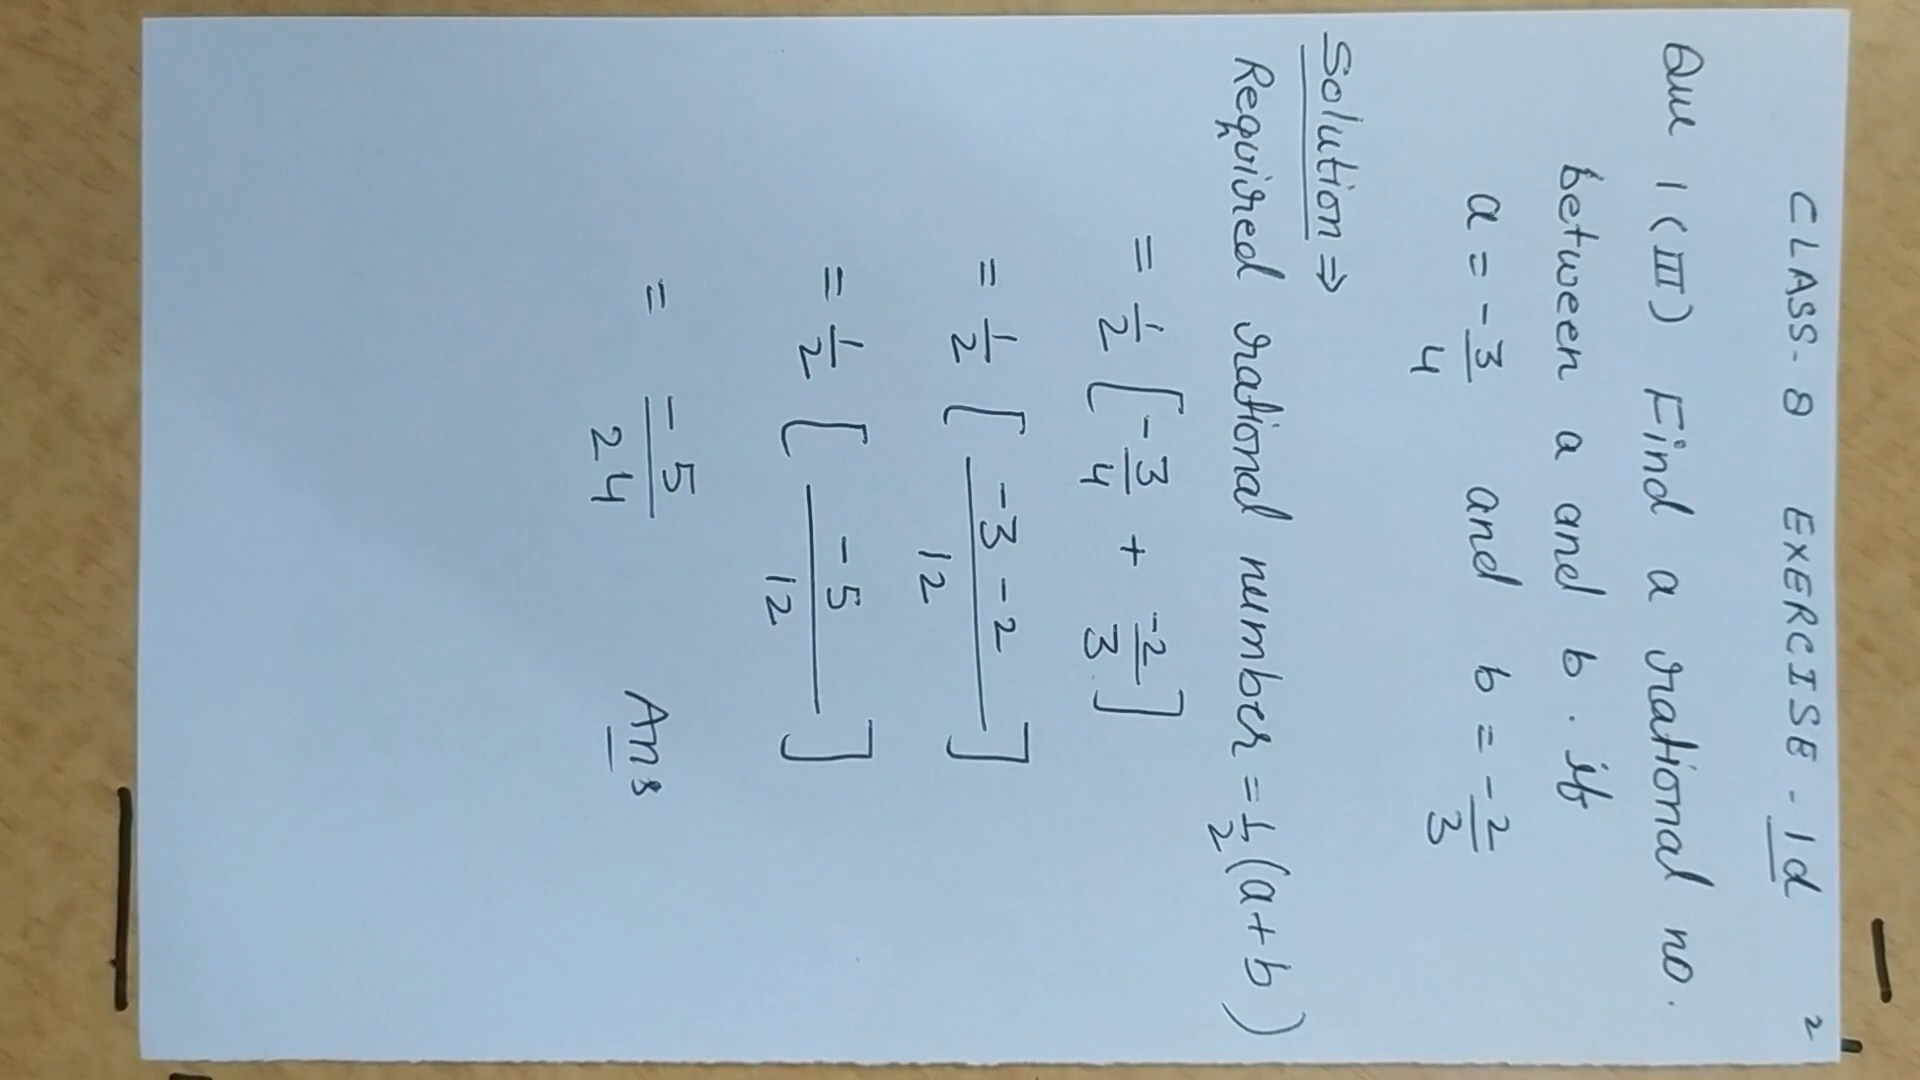 2
CLASS-8 EXERCISE-1d
Que 1 (III) Find a rational no.
between a and b. if
a = -3/4 and b = -2/3
Solution ⇒
Required rational number = 1/2 (a+b)
= 1/2 [-3/4 + -2/3]
= 1/2 [-3-2/12]
= 1/2 [-5/12]
= -5/24 Ans